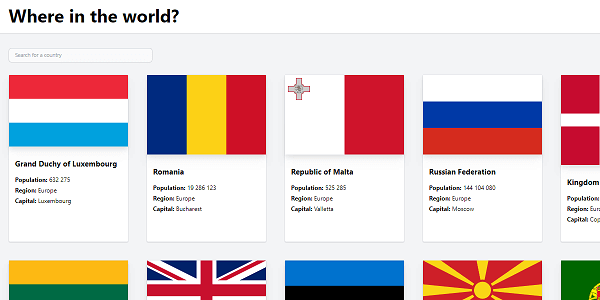 Where in the world?
Search for a country
Grand Duchy of Luxembourg
Population: 632 275
Region: Europe
Capital: Luxembourg
Romania
Population: 19 286 123
Region: Europe
Capital: Bucharest
Republic of Malta
Population: 525 285
Region: Europe
Capital: Valletta
Russian Federation
Population: 144 104 080
Region: Europe
Capital: Moscow
Kingdom
Population:
Region: Eur
Capital: Cop